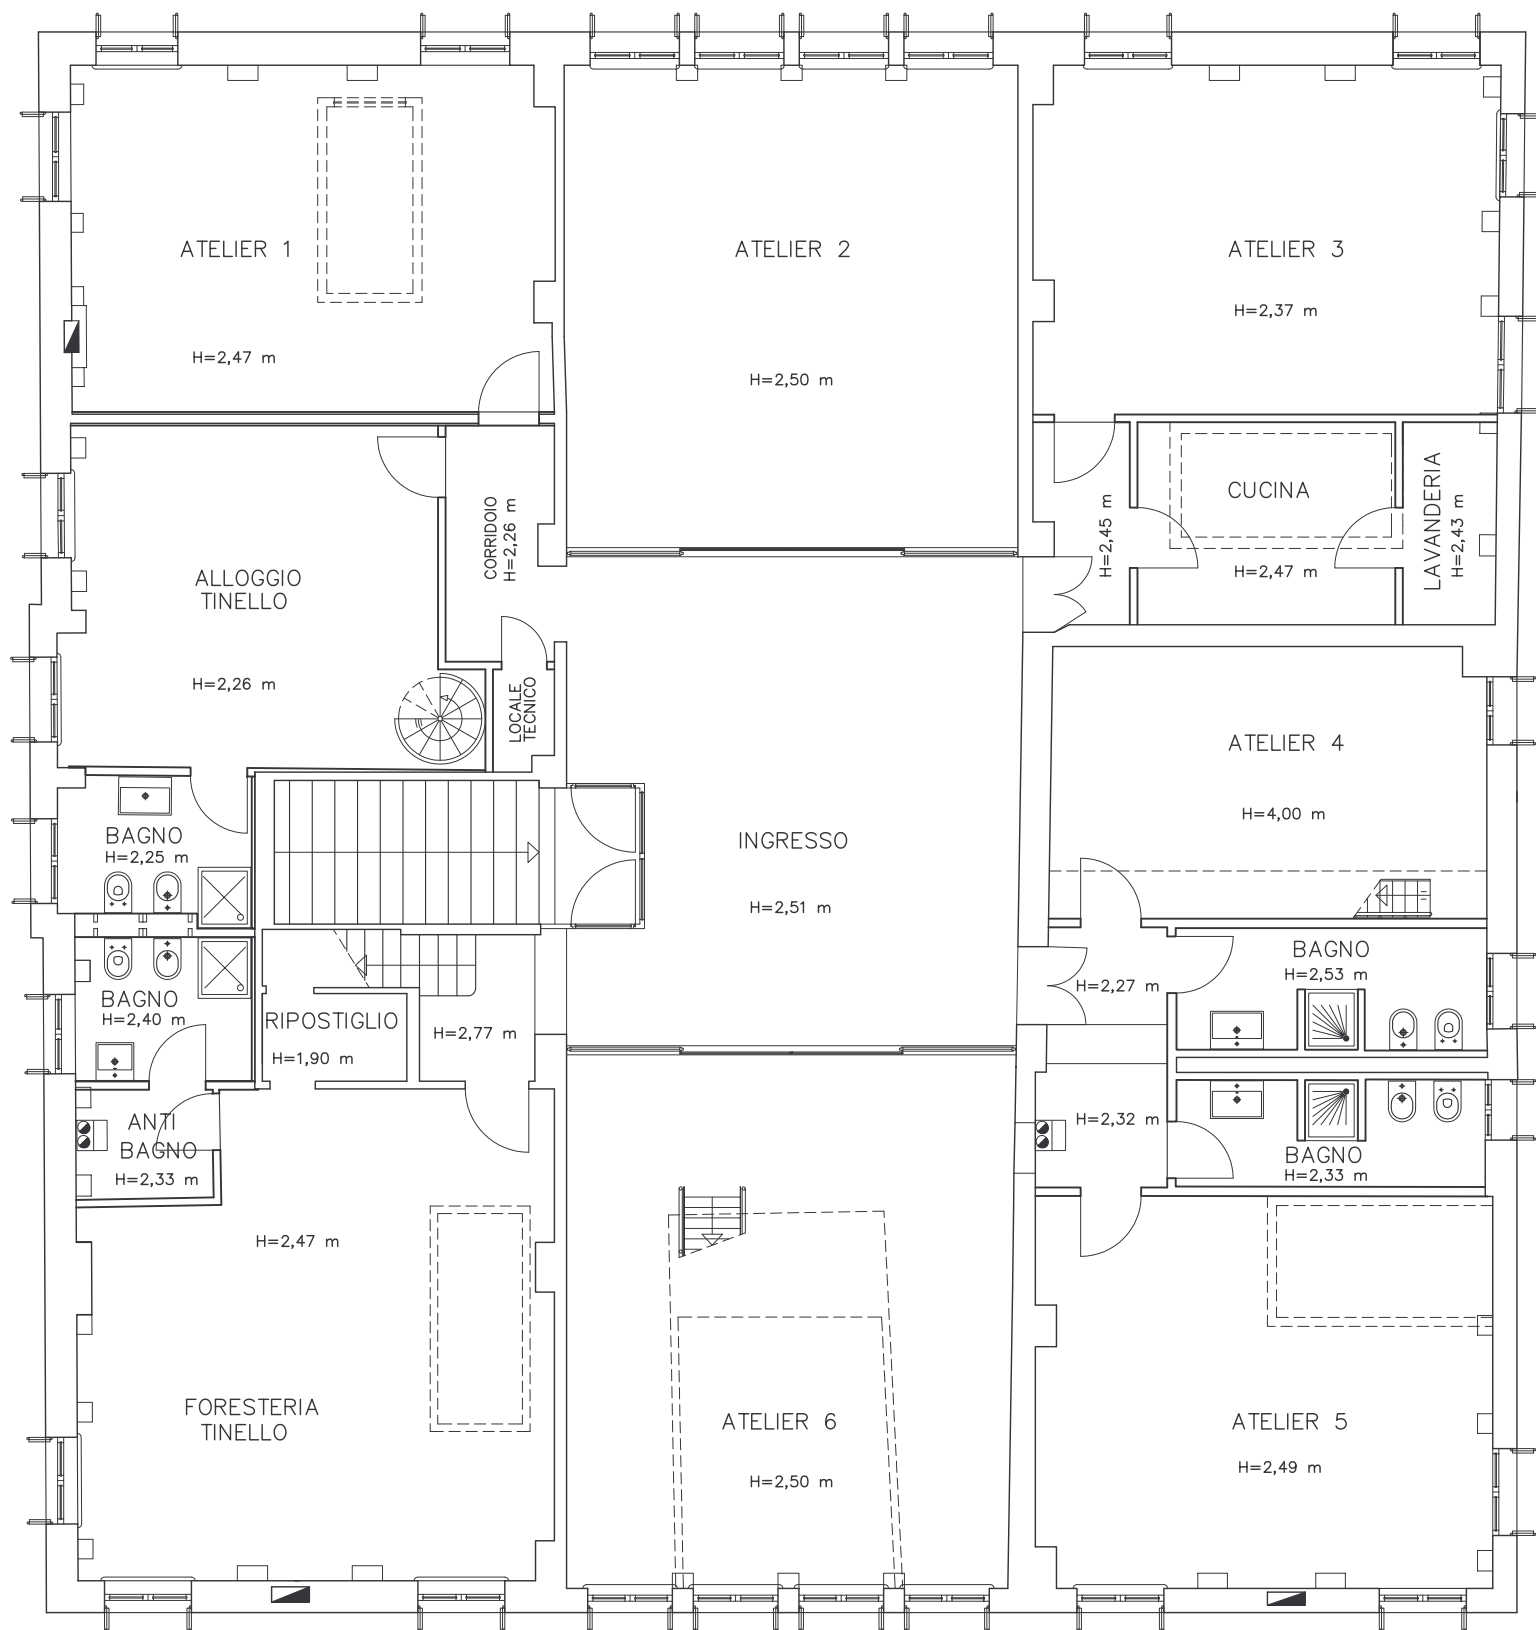 ATELIER 1
H=2,47 m
ATELIER 2
H=2,50 m
ATELIER 3
H=2,37 m
ALLOGGIO
TINELLO
H=2,26 m
CORRIDOIO
H=2,26 m
LOCALE
TECNICO
H=2,45 m
CUCINA
H=2,47 m
LAVANDERIA
H=2,43 m
ATELIER 4
H=4,00 m
INGRESSO
H=2,51 m
BAGNO
H=2,25 m
BAGNO
H=2,40 m
RIPOSTIGLIO
H=1,90 m
H=2,77 m
H=2,27 m
BAGNO
H=2,53 m
H=2,32 m
BAGNO
H=2,33 m
ANTI
BAGNO
H=2,33 m
H=2,47 m
FORESTERIA
TINELLO
ATELIER 6
H=2,50 m
ATELIER 5
H=2,49 m